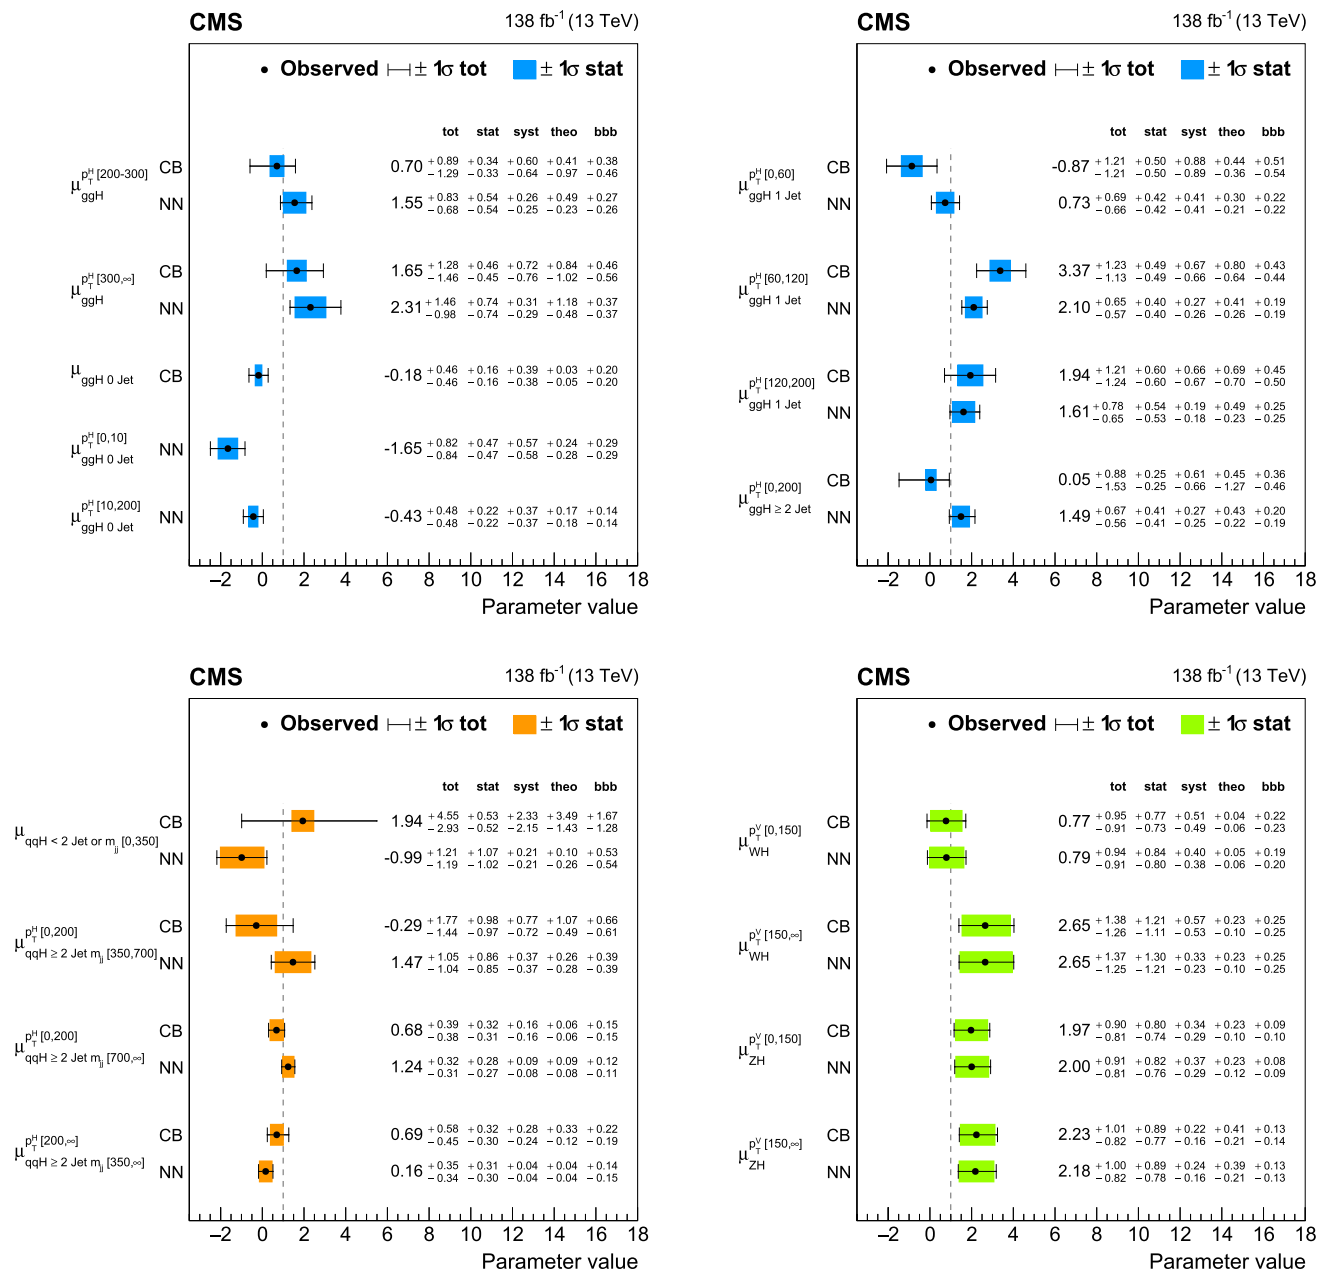 CMS 138 fb⁻¹ (13 TeV)
Observed ± 1σ tot ± 1σ stat
tot stat syst theo bbb
μ ggH p_T^H [200-300] CB 0.70 +0.89 −1.29 +0.34 −0.33 +0.60 −0.64 +0.41 −0.97 +0.38 −0.46
NN 1.55 +0.83 −0.68 +0.54 −0.54 +0.26 −0.25 +0.49 −0.23 +0.27 −0.26
μ ggH p_T^H [300,∞] CB 1.65 +1.28 −1.46 +0.46 −0.45 +0.72 −0.76 +0.84 −1.02 +0.46 −0.56
NN 2.31 +1.46 −0.98 +0.74 −0.74 +0.31 −0.29 +1.18 −0.48 +0.37 −0.37
μ ggH 0 Jet CB -0.18 +0.46 −0.46 +0.16 −0.16 +0.39 −0.38 +0.03 −0.05 +0.20 −0.20
μ ggH 0 Jet p_T^H [0,10] NN -1.65 +0.82 −0.84 +0.47 −0.47 +0.57 −0.58 +0.24 −0.28 +0.29 −0.29
μ ggH 0 Jet p_T^H [10,200] NN -0.43 +0.48 −0.48 +0.22 −0.22 +0.37 −0.37 +0.17 −0.18 +0.14 −0.14
−2 0 2 4 6 8 10 12 14 16 18
Parameter value
CMS 138 fb⁻¹ (13 TeV)
Observed ± 1σ tot ± 1σ stat
tot stat syst theo bbb
μ ggH 1 Jet p_T^H [0,60] CB -0.87 +1.21 −1.21 +0.50 −0.50 +0.88 −0.89 +0.44 −0.36 +0.51 −0.54
NN 0.73 +0.69 −0.66 +0.42 −0.42 +0.41 −0.41 +0.30 −0.21 +0.22 −0.22
μ ggH 1 Jet p_T^H [60,120] CB 3.37 +1.23 −1.13 +0.49 −0.49 +0.67 −0.66 +0.80 −0.64 +0.43 −0.44
NN 2.10 +0.65 −0.57 +0.40 −0.40 +0.27 −0.26 +0.41 −0.26 +0.19 −0.19
μ ggH 1 Jet p_T^H [120,200] CB 1.94 +1.21 −1.24 +0.60 −0.60 +0.66 −0.67 +0.69 −0.70 +0.45 −0.50
NN 1.61 +0.78 −0.65 +0.54 −0.53 +0.19 −0.18 +0.49 −0.23 +0.25 −0.25
μ ggH ≥ 2 Jet p_T^H [0,200] CB 0.05 +0.88 −1.53 +0.25 −0.25 +0.61 −0.66 +0.45 −1.27 +0.36 −0.46
NN 1.49 +0.67 −0.56 +0.41 −0.41 +0.27 −0.25 +0.43 −0.22 +0.20 −0.19
−2 0 2 4 6 8 10 12 14 16 18
Parameter value
CMS 138 fb⁻¹ (13 TeV)
Observed ± 1σ tot ± 1σ stat
tot stat syst theo bbb
μ qqH < 2 Jet or m_jj [0,350] CB 1.94 +4.55 −2.93 +0.53 −0.52 +2.33 −2.15 +3.49 −1.43 +1.67 −1.28
NN -0.99 +1.21 −1.19 +1.07 −1.02 +0.21 −0.21 +0.10 −0.26 +0.53 −0.54
μ qqH ≥ 2 Jet m_jj [350,700] p_T^H [0,200] CB -0.29 +1.77 −1.44 +0.98 −0.97 +0.77 −0.72 +1.07 −0.49 +0.66 −0.61
NN 1.47 +1.05 −1.04 +0.86 −0.85 +0.37 −0.37 +0.26 −0.28 +0.39 −0.39
μ qqH ≥ 2 Jet m_jj [700,∞] p_T^H [0,200] CB 0.68 +0.39 −0.38 +0.32 −0.31 +0.16 −0.16 +0.06 −0.06 +0.15 −0.15
NN 1.24 +0.32 −0.31 +0.28 −0.27 +0.09 −0.08 +0.09 −0.08 +0.12 −0.11
μ qqH ≥ 2 Jet m_jj [350,∞] p_T^H [200,∞] CB 0.69 +0.58 −0.45 +0.32 −0.30 +0.28 −0.24 +0.33 −0.12 +0.22 −0.19
NN 0.16 +0.35 −0.34 +0.31 −0.30 +0.04 −0.04 +0.04 −0.04 +0.14 −0.15
−2 0 2 4 6 8 10 12 14 16 18
Parameter value
CMS 138 fb⁻¹ (13 TeV)
Observed ± 1σ tot ± 1σ stat
tot stat syst theo bbb
μ WH p_T^V [0,150] CB 0.77 +0.95 −0.91 +0.77 −0.73 +0.51 −0.49 +0.04 −0.06 +0.22 −0.23
NN 0.79 +0.94 −0.91 +0.84 −0.80 +0.40 −0.38 +0.05 −0.06 +0.19 −0.20
μ WH p_T^V [150,∞] CB 2.65 +1.38 −1.26 +1.21 −1.11 +0.57 −0.53 +0.23 −0.10 +0.25 −0.25
NN 2.65 +1.37 −1.25 +1.30 −1.21 +0.33 −0.23 +0.23 −0.10 +0.25 −0.25
μ ZH p_T^V [0,150] CB 1.97 +0.90 −0.81 +0.80 −0.74 +0.34 −0.29 +0.23 −0.10 +0.09 −0.10
NN 2.00 +0.91 −0.81 +0.82 −0.76 +0.37 −0.29 +0.23 −0.12 +0.08 −0.09
μ ZH p_T^V [150,∞] CB 2.23 +1.01 −0.82 +0.89 −0.77 +0.22 −0.16 +0.41 −0.21 +0.13 −0.14
NN 2.18 +1.00 −0.82 +0.89 −0.78 +0.24 −0.16 +0.39 −0.21 +0.13 −0.13
−2 0 2 4 6 8 10 12 14 16 18
Parameter value